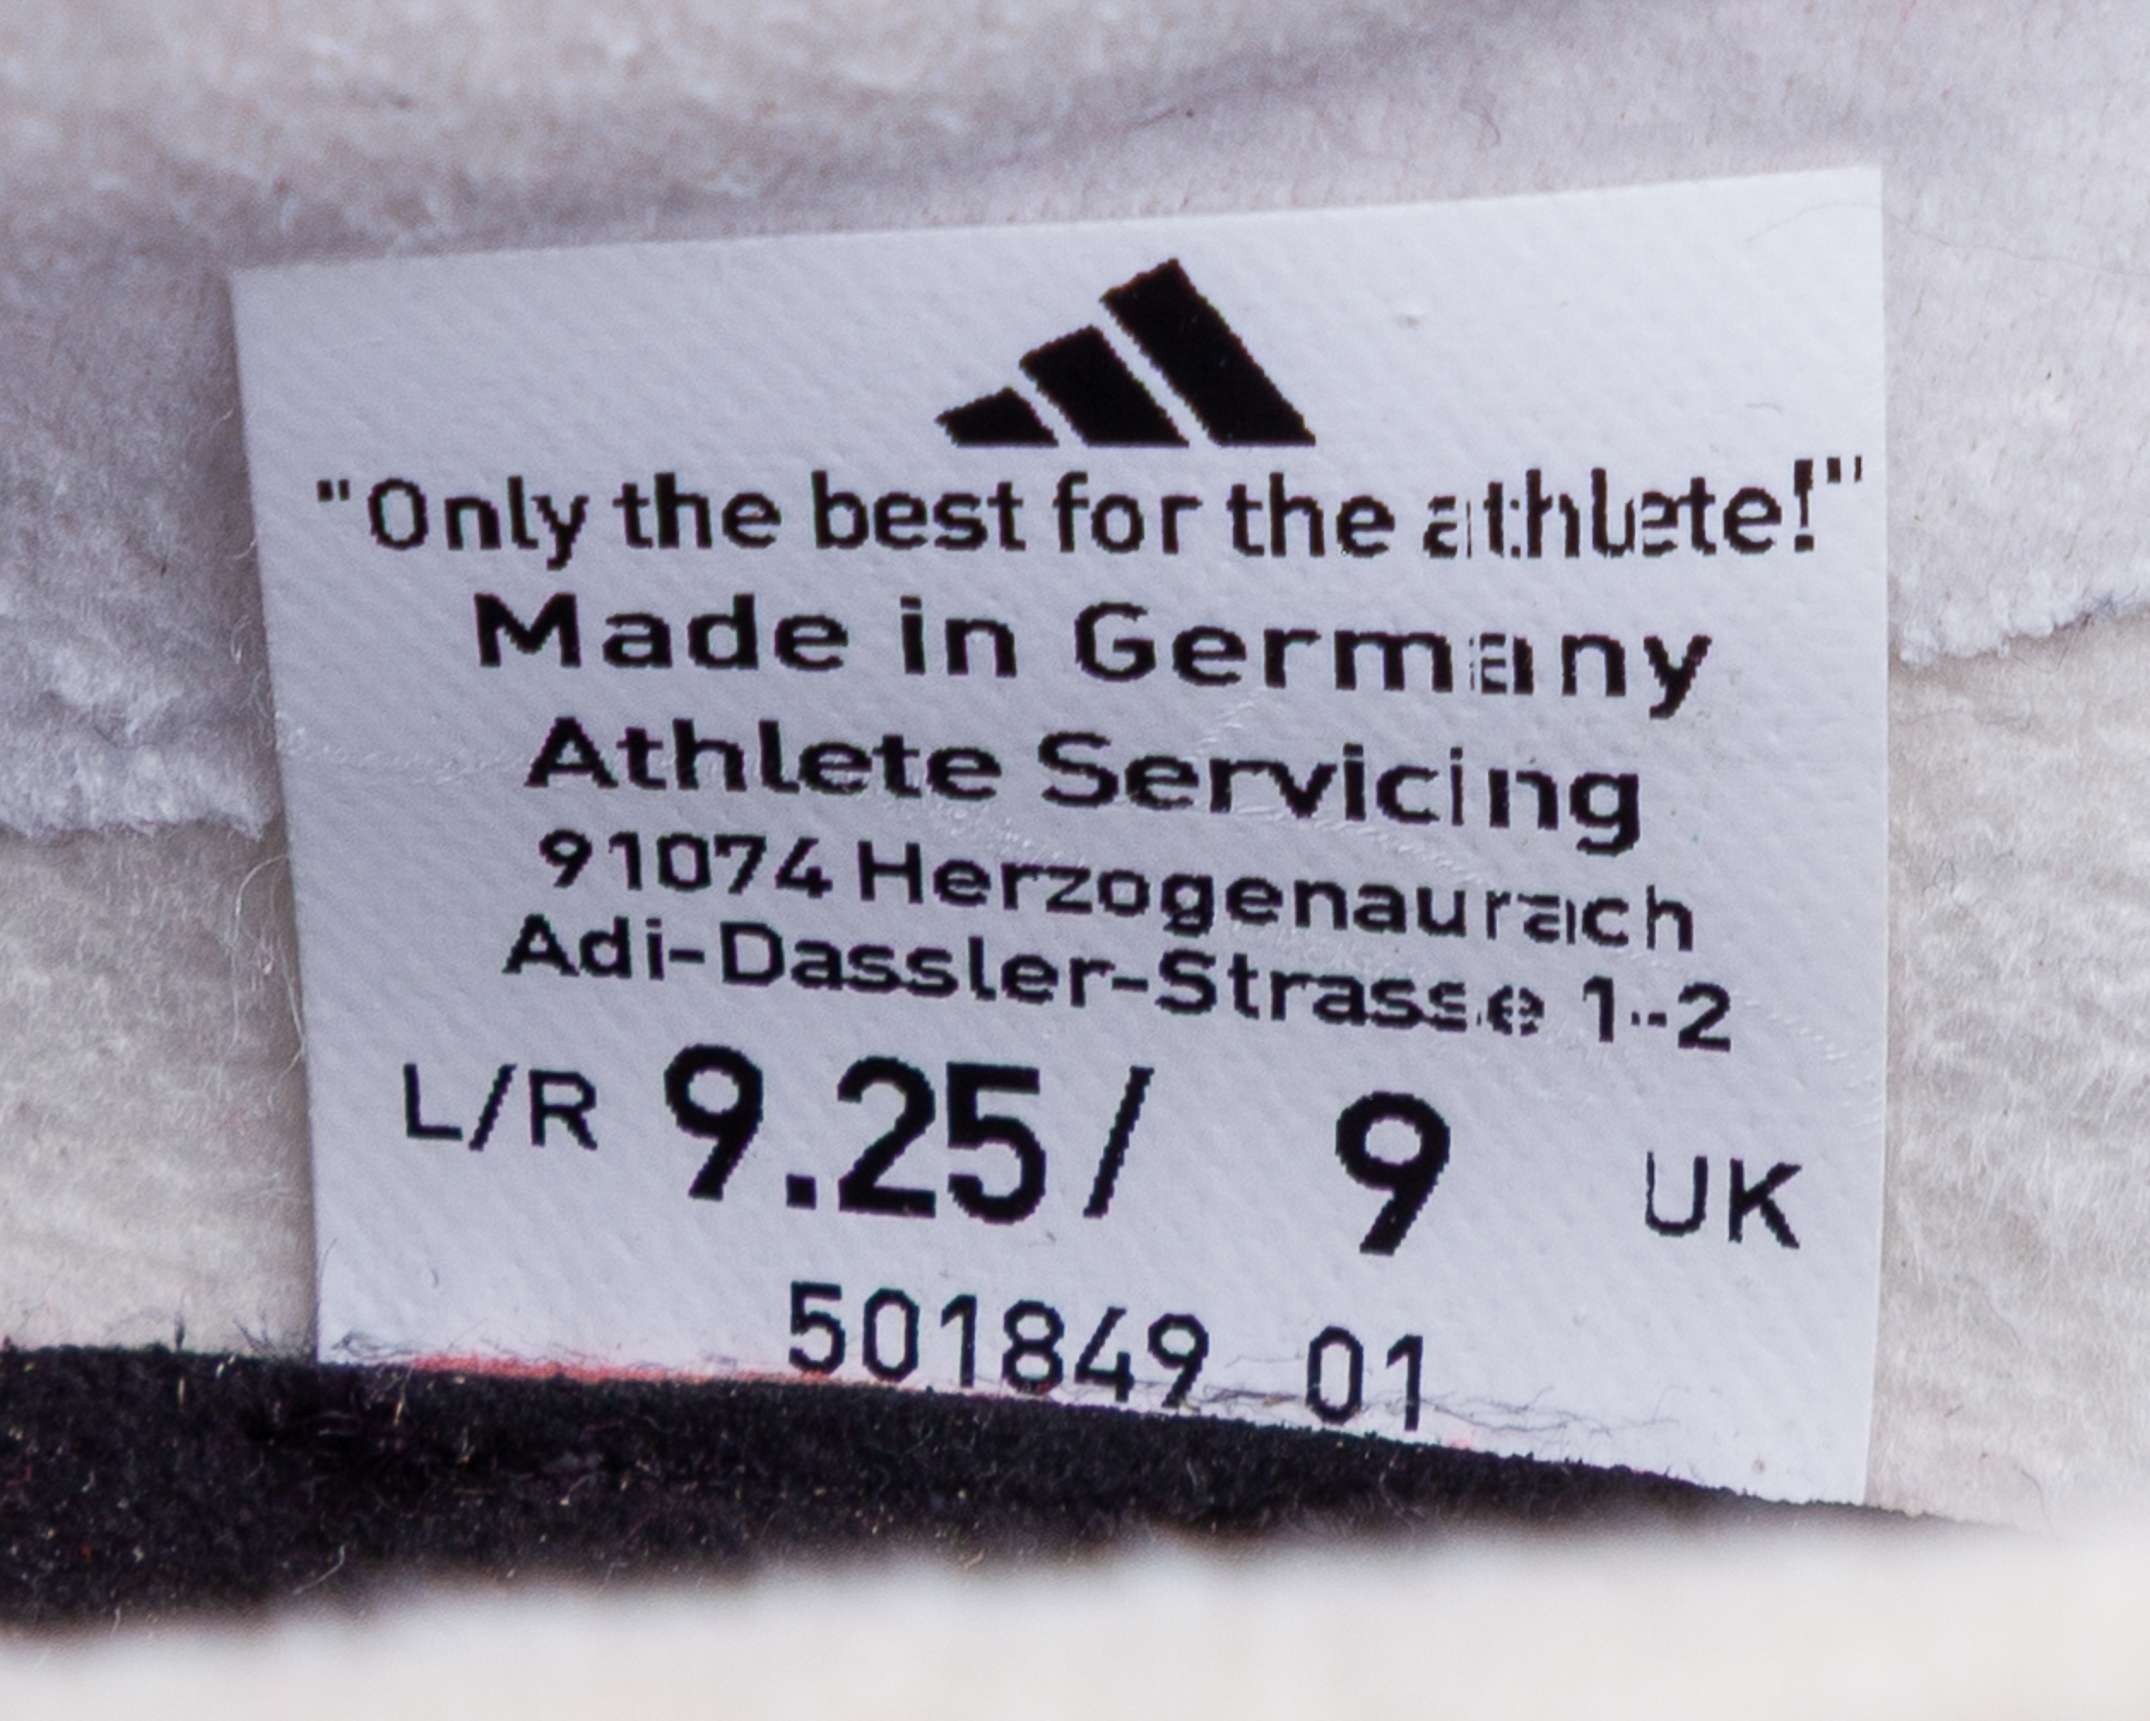 "Only the best for the athlete!"
Made in Germany
Athlete Servicing
91074 Herzogenaurach
Adi-Dassler-Strasse 1-2
L/R 9.25/ 9 UK
501849 01